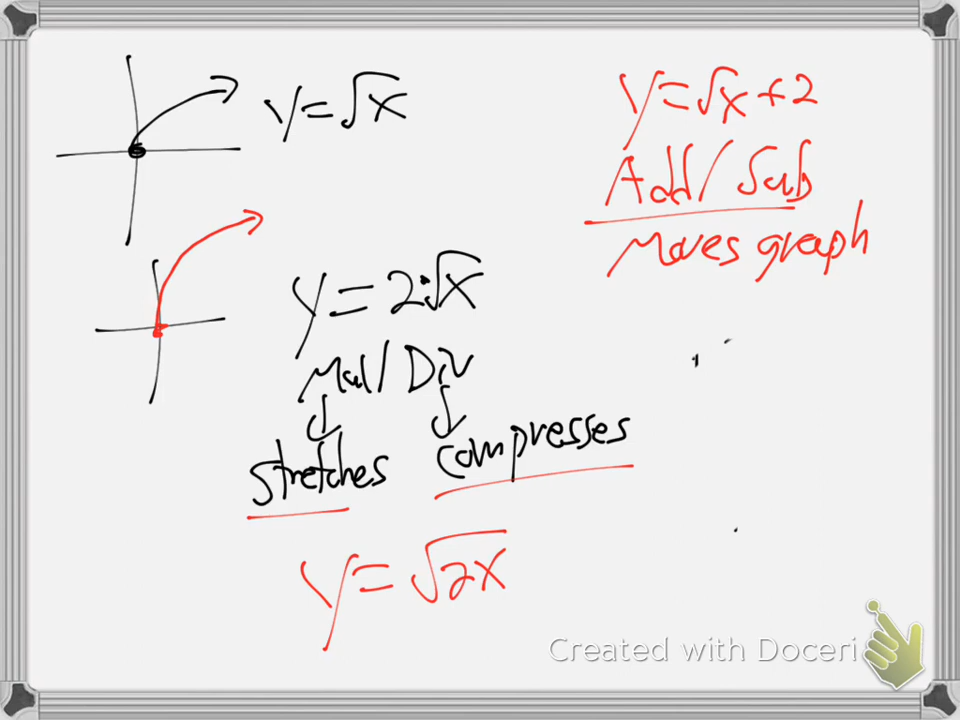 y=√x
y=√x+2
Add/Sub
Moves graph
y=2·√x
Mul/Div
↓ ↓
stretches compresses
y=√2x
Created with Doceri